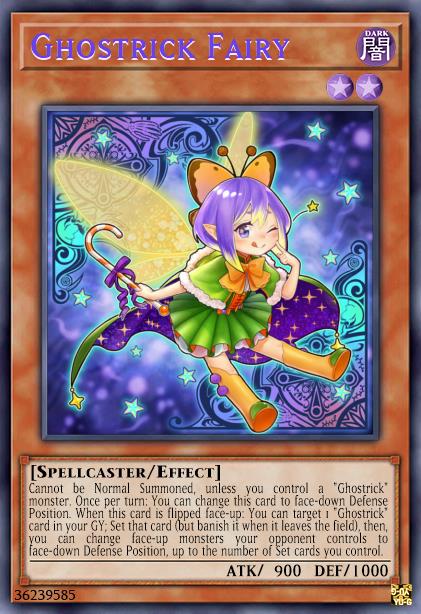 Ghostrick Fairy
DARK
闇
[Spellcaster/Effect]
Cannot be Normal Summoned, unless you control a "Ghostrick"
monster. Once per turn: You can change this card to face-down Defense
Position. When this card is flipped face-up: You can target 1 "Ghostrick"
card in your GY; Set that card (but banish it when it leaves the field), then,
you can change face-up monsters your opponent controls to
face-down Defense Position, up to the number of Set cards you control.
ATK/ 900 DEF/1000
36239585